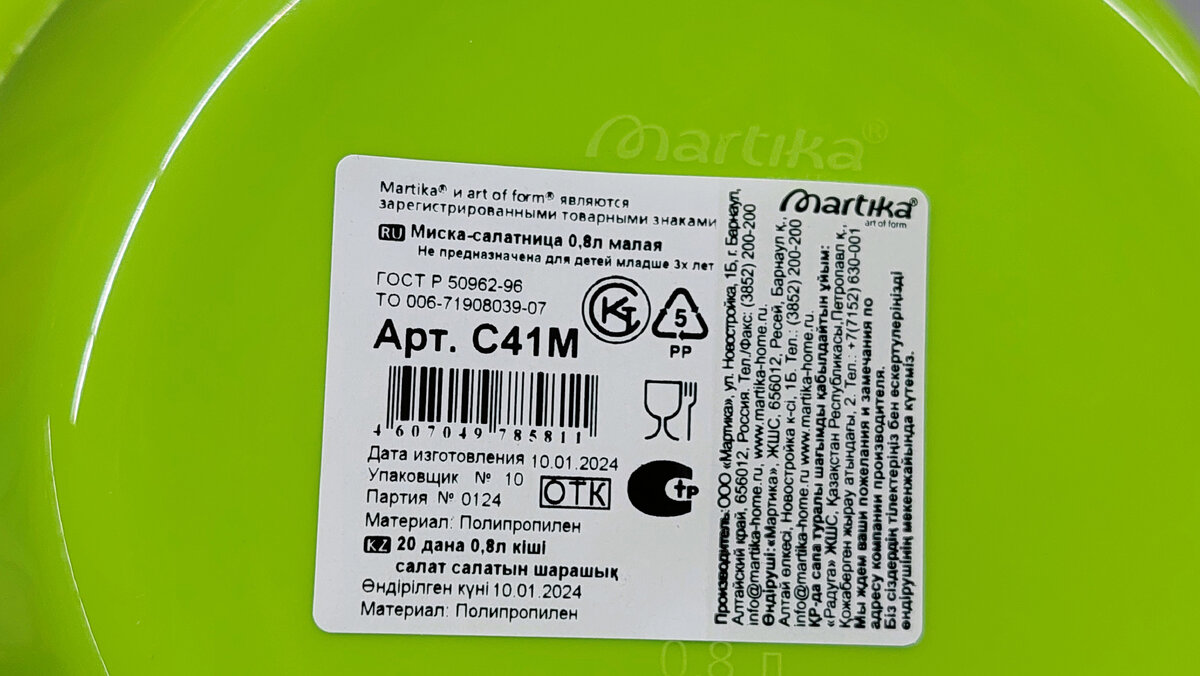 Martika®
Martika® и art of form® являются
зарегистрированными товарными знаками
RU Миска-салатница 0,8л малая
Не предназначена для детей младше 3х лет
ГОСТ Р 50962-96
ТО 006-71908039-07
Арт. С41М
5
PP
4 607049 785811
Дата изготовления 10.01.2024
Упаковщик № 10
Партия № 0124
ОТК
Материал: Полипропилен
KZ 20 дана 0,8л кіші
салат салатын шарашық
Өндірілген күні 10.01.2024
Материал: Полипропилен
Martika®
art of form
Производитель: ООО «Мартика», ул. Новостройка, 1Б, г. Барнаул,
Алтайский край, 656012, Россия. Тел./Факс: (3852) 200-200
info@martika-home.ru, www.martika-home.ru.
Өндіруші: «Мартика», ЖШС, 656012, Ресей, Барнаул қ.,
Алтай өлкесі, Новостройка к-сі, 1Б. Тел.: (3852) 200-200
info@martika-home.ru www.martika-home.ru.
ҚР-да сапа туралы шағымды қабылдайтын ұйым:
«Радуга» ЖШС, Қазақстан Республикасы,Петропавл қ.,
Қожаберген жырау атындағы, 2. Тел.: +7(7152) 630-001
Мы ждем ваши пожелания и замечания по
адресу компании производителя.
Біз сіздердің тілектеріңіз бен ескертулеріңізді
өндірушінің мекенжайында күтеміз.
0,8 л